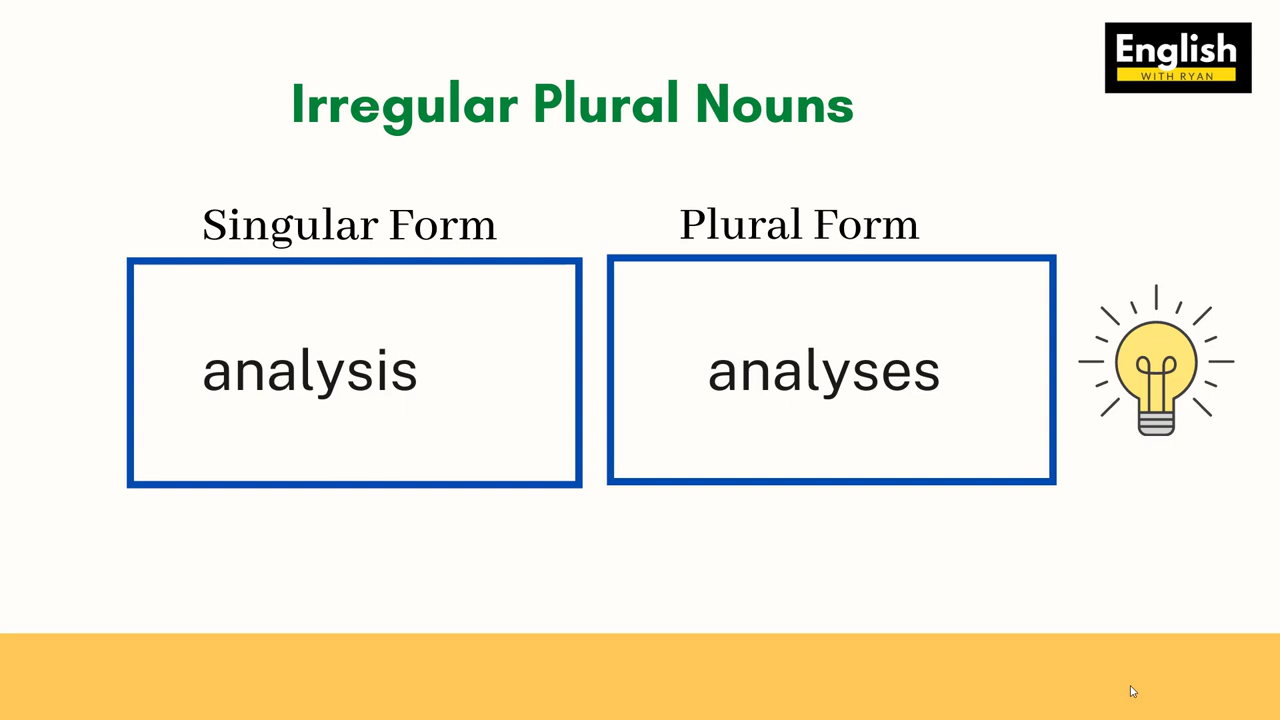 English
WITH RYAN
Irregular Plural Nouns
Singular Form
Plural Form
analysis
analyses